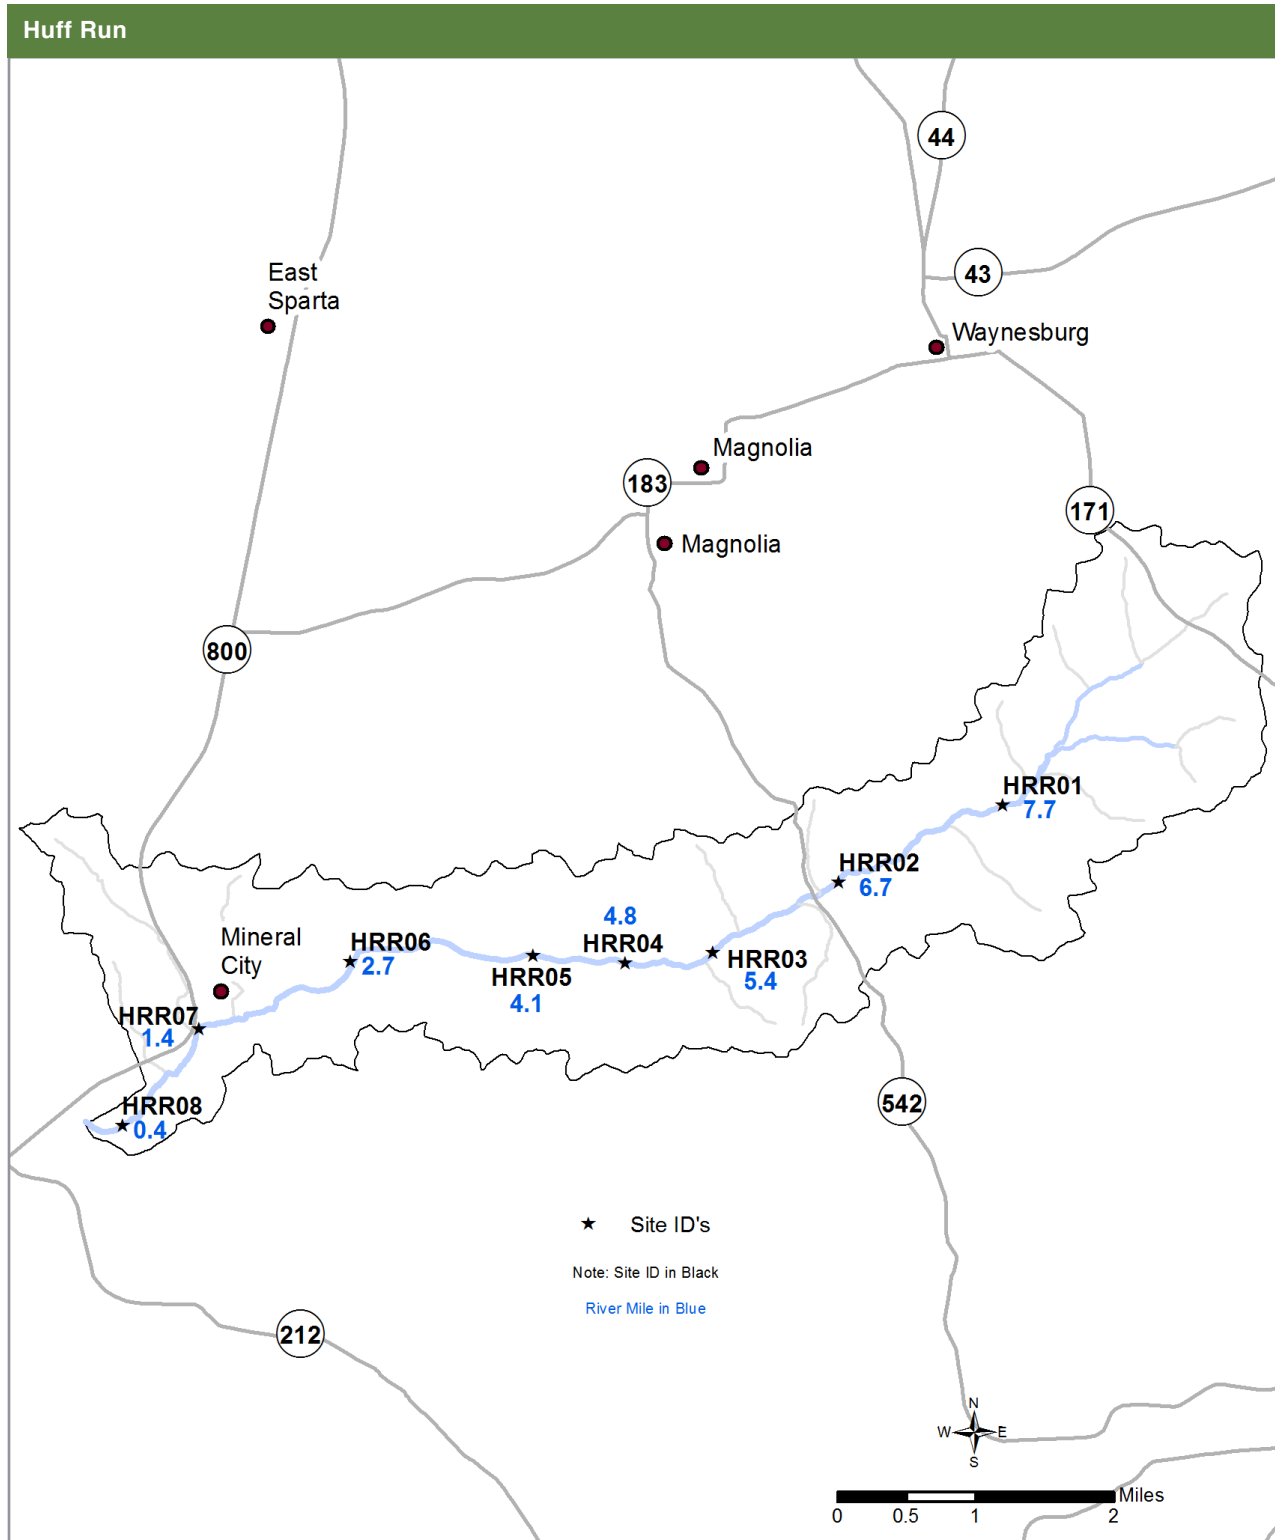 Huff Run
44
43
East
Sparta
Waynesburg
Magnolia
183
171
Magnolia
800
HRR01
7.7
HRR02
6.7
4.8
HRR04
HRR03
5.4
HRR05
4.1
HRR06
2.7
Mineral
City
HRR07
1.4
HRR08
0.4
542
Site ID's
Note: Site ID in Black
River Mile in Blue
212
N
W E
S
Miles
0 0.5 1 2